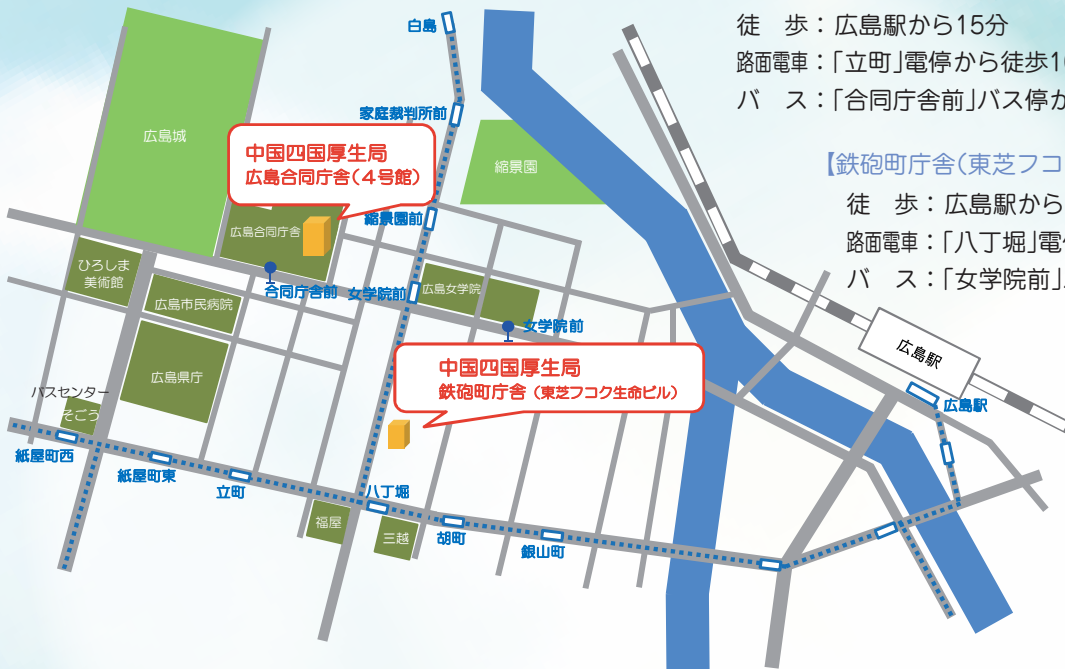 白島
徒　歩：広島駅から15分
路面電車：「立町」電停から徒歩1
バ　ス：「合同庁舎前」バス停か
家庭裁判所前
広島城
中国四国厚生局
広島合同庁舎（4号館）
縮景園
【鉄砲町庁舎（東芝フコ
徒　歩：広島駅から
路面電車：「八丁堀」電停
バ　ス：「女学院前」
縮景園前
広島合同庁舎
ひろしま
美術館
合同庁舎前
女学院前
広島女学院
広島市民病院
女学院前
広島駅
中国四国厚生局
鉄砲町庁舎（東芝フコク生命ビル）
広島県庁
バスセンター
そごう
広島駅
紙屋町西
紙屋町東
立町
八丁堀
福屋
三越
胡町
銀山町